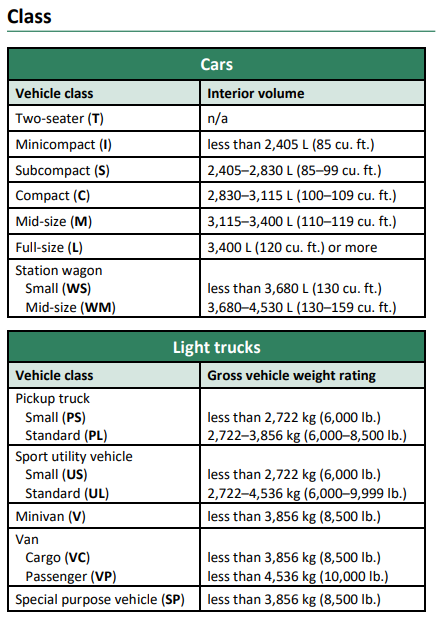 Class
Cars
Vehicle class Interior volume
Two-seater (T) n/a
Minicompact (I) less than 2,405 L (85 cu. ft.)
Subcompact (S) 2,405–2,830 L (85–99 cu. ft.)
Compact (C) 2,830–3,115 L (100–109 cu. ft.)
Mid-size (M) 3,115–3,400 L (110–119 cu. ft.)
Full-size (L) 3,400 L (120 cu. ft.) or more
Station wagon
Small (WS) less than 3,680 L (130 cu. ft.)
Mid-size (WM) 3,680–4,530 L (130–159 cu. ft.)
Light trucks
Vehicle class Gross vehicle weight rating
Pickup truck
Small (PS) less than 2,722 kg (6,000 lb.)
Standard (PL) 2,722–3,856 kg (6,000–8,500 lb.)
Sport utility vehicle
Small (US) less than 2,722 kg (6,000 lb.)
Standard (UL) 2,722–4,536 kg (6,000–9,999 lb.)
Minivan (V) less than 3,856 kg (8,500 lb.)
Van
Cargo (VC) less than 3,856 kg (8,500 lb.)
Passenger (VP) less than 4,536 kg (10,000 lb.)
Special purpose vehicle (SP) less than 3,856 kg (8,500 lb.)